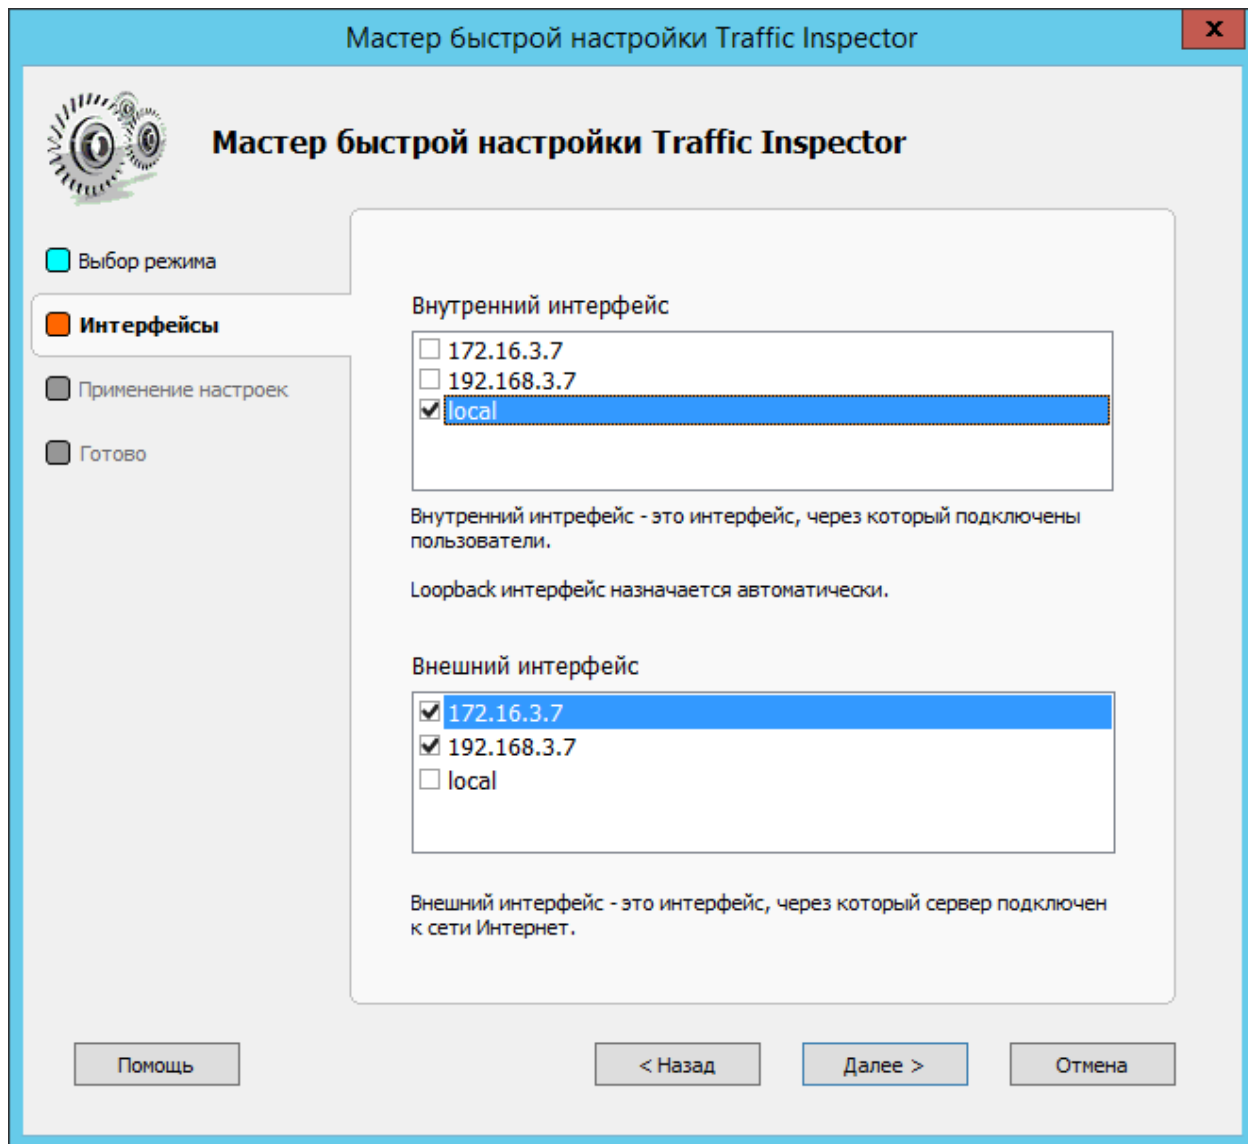 Мастер быстрой настройки Traffic Inspector
x
Мастер быстрой настройки Traffic Inspector
Выбор режима
Интерфейсы
Применение настроек
Готово
Внутренний интерфейс
172.16.3.7
192.168.3.7
local
Внутренний интрефейс - это интерфейс, через который подключены
пользователи.
Loopback интерфейс назначается автоматически.
Внешний интерфейс
172.16.3.7
192.168.3.7
local
Внешний интерфейс - это интерфейс, через который сервер подключен
к сети Интернет.
Помощь
< Назад
Далее >
Отмена